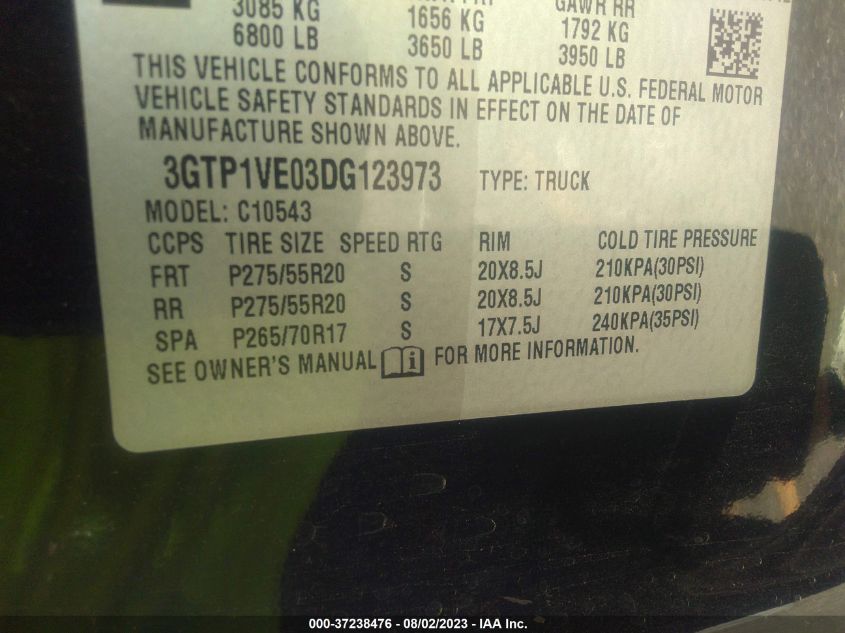 3085 KG 1656 KG GAWR RR
6800 LB 3650 LB 1792 KG
3950 LB
THIS VEHICLE CONFORMS TO ALL APPLICABLE U.S. FEDERAL MOTOR
VEHICLE SAFETY STANDARDS IN EFFECT ON THE DATE OF
MANUFACTURE SHOWN ABOVE.
3GTP1VE03DG123973 TYPE: TRUCK
MODEL: C10543
CCPS TIRE SIZE SPEED RTG RIM COLD TIRE PRESSURE
FRT P275/55R20 S 20X8.5J 210KPA(30PSI)
RR P275/55R20 S 20X8.5J 210KPA(30PSI)
SPA P265/70R17 S 17X7.5J 240KPA(35PSI)
SEE OWNER'S MANUAL FOR MORE INFORMATION.
000-37238476 - 08/02/2023 - IAA Inc.